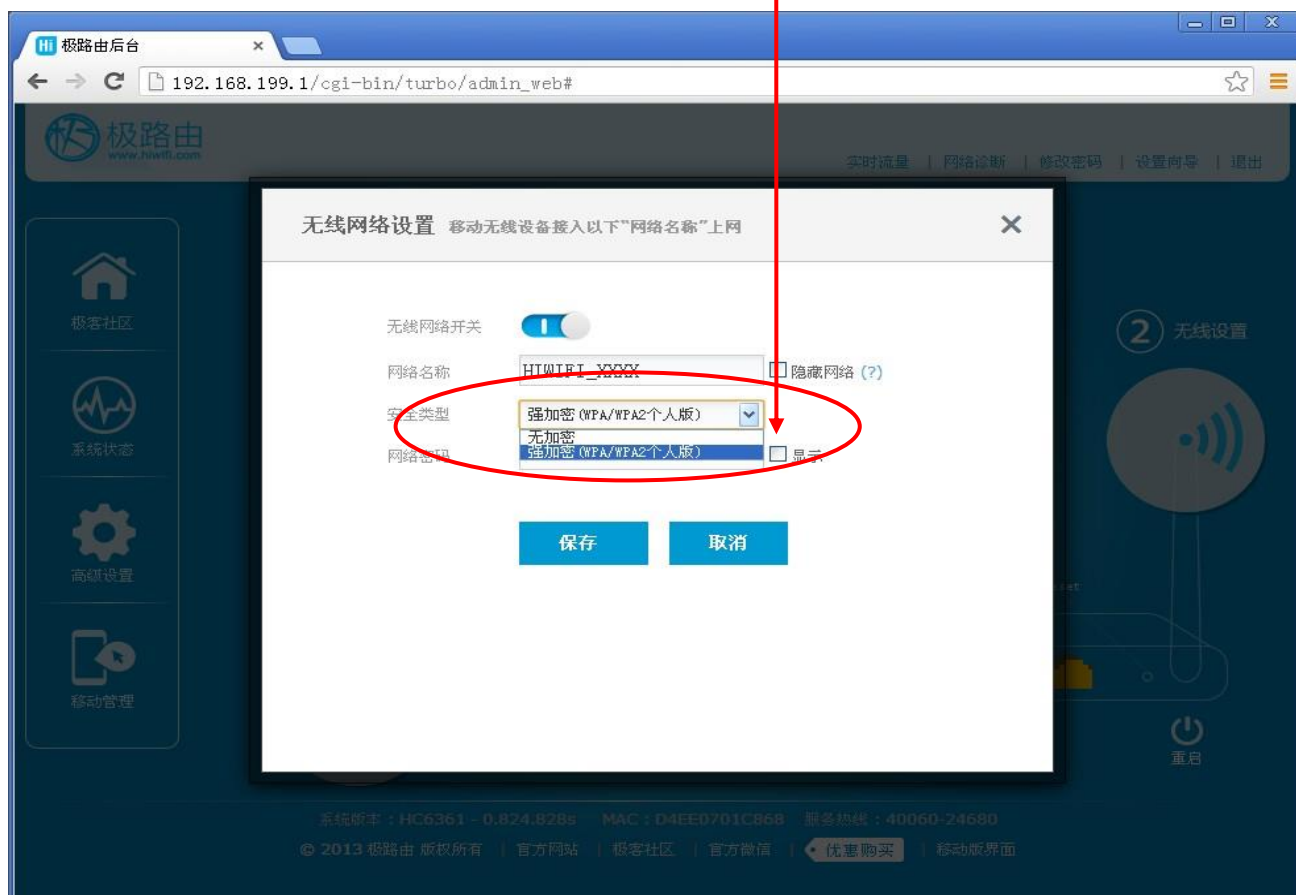 极路由后台
192.168.199.1/cgi-bin/turbo/admin_web#
极路由
www.hiwifi.com
实时流量 | 网络诊断 | 修改密码 | 设置向导 | 退出
无线网络设置 移动无线设备接入以下"网络名称"上网
极客社区
系统状态
高级设置
移动管理
无线网络开关
网络名称 HIWIFI_XXXX 隐藏网络 (?)
安全类型 强加密(WPA/WPA2个人版)
无加密
强加密(WPA/WPA2个人版)
网络密码 显示
保存 取消
2 无线设置
重启
系统版本：HC6361 - 0.824.828s MAC：D4EE0701C868 服务热线：40060-24680
© 2013 极路由 版权所有 | 官方网站 | 极客社区 | 官方微信 | 优惠购买 | 移动版界面